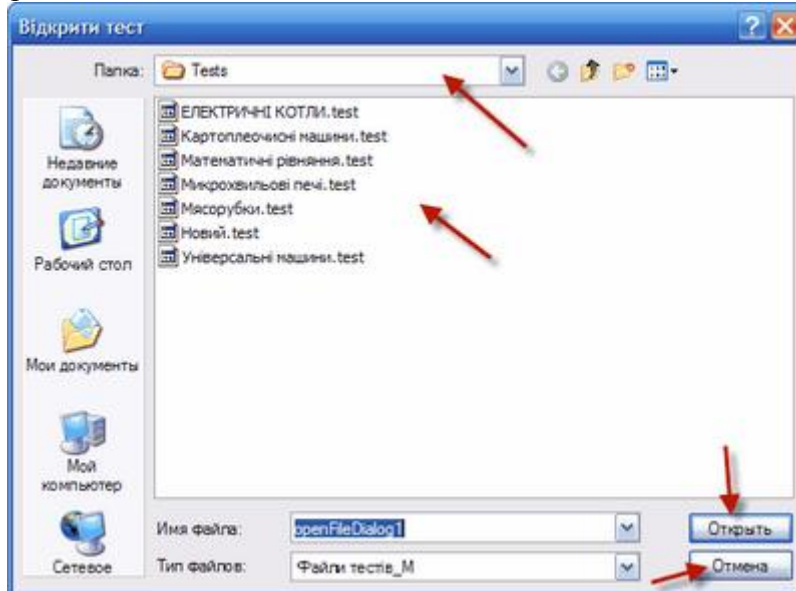 Відкрити тест
Папка:
Tests
ЕЛЕКТРИЧНІ КОТЛИ.test
Картоплеочисні машини.test
Математичні рівняння.test
Микрохвильові печі.test
Мясорубки.test
Новий.test
Універсальні машини.test
Недавние
документы
Рабочий стол
Мои документы
Мой
компьютер
Сетевое
Имя файла:
openFileDialog1
Открыть
Тип файлов:
Файли тестів_М
Отмена